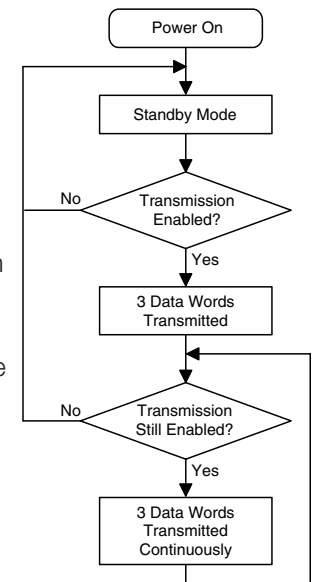 Power On
Standby Mode
Transmission
Enabled?
No
Yes
3 Data Words
Transmitted
Transmission
Still Enabled?
No
Yes
3 Data Words
Transmitted
Continuously